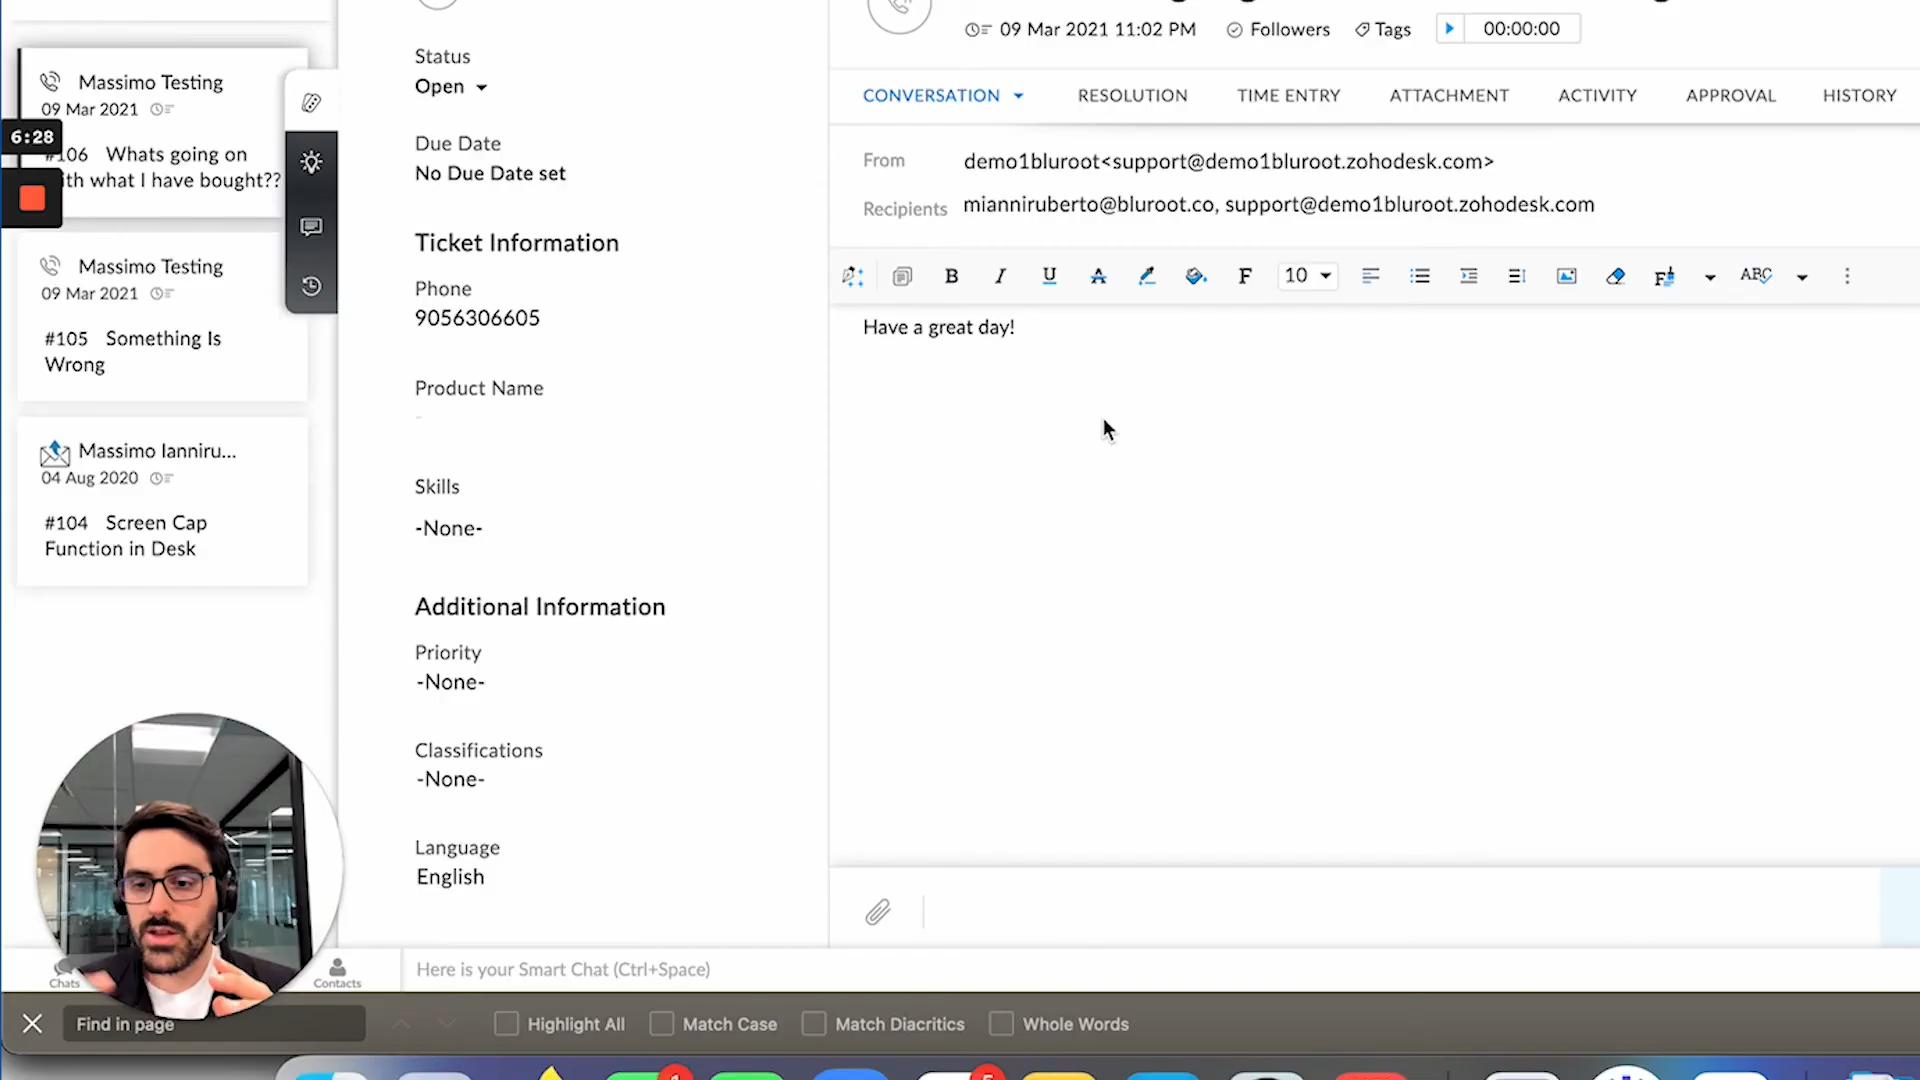 Massimo Testing
09 Mar 2021
6:28
#106 Whats going on
ith what I have bought??
Massimo Testing
09 Mar 2021
#105 Something Is
Wrong
Massimo Ianniru...
04 Aug 2020
#104 Screen Cap
Function in Desk
Status
Open
Due Date
No Due Date set
Ticket Information
Phone
9056306605
Product Name
-
Skills
-None-
Additional Information
Priority
-None-
Classifications
-None-
Language
English
09 Mar 2021 11:02 PM Followers Tags 00:00:00
CONVERSATION RESOLUTION TIME ENTRY ATTACHMENT ACTIVITY APPROVAL HISTORY
From demo1bluroot<support@demo1bluroot.zohodesk.com>
Recipients mianniruberto@bluroot.co, support@demo1bluroot.zohodesk.com
B I U A F 10 ABC
Have a great day!
Chats Contacts Here is your Smart Chat (Ctrl+Space)
Find in page Highlight All Match Case Match Diacritics Whole Words